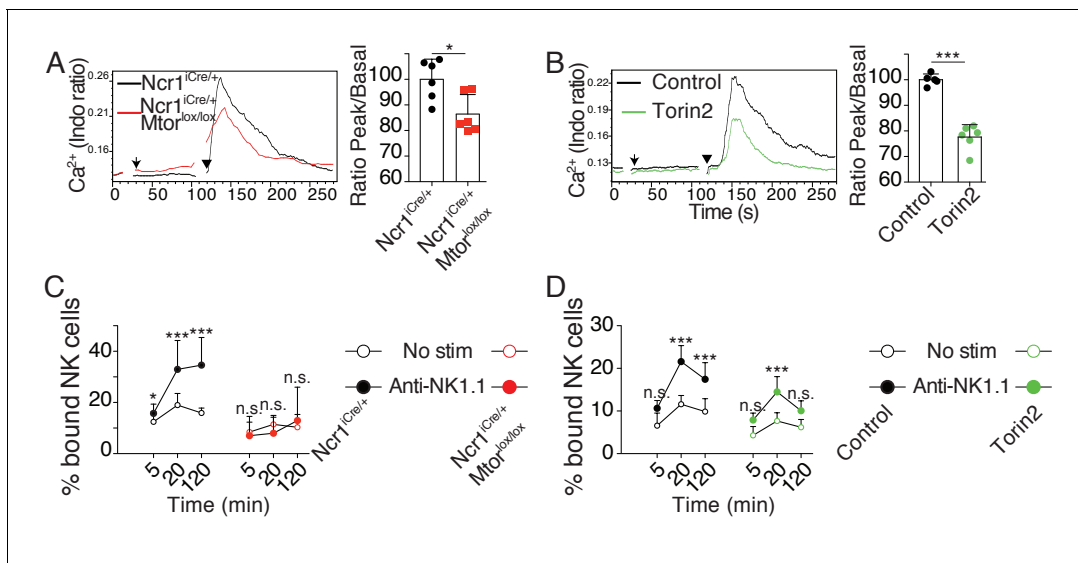 A
Ca2+ (Indo ratio)
0.26
0.21
0.16
Ncr1iCre/+
Ncr1iCre/+
Mtorlox/lox
0 50 100 150 200 250
Ratio Peak/Basal
100
90
80
70
60
*
Ncr1iCre/+
Ncr1iCre/+
Mtorlox/lox
B
Ca2+ (Indo ratio)
0.22
0.19
0.16
0.13
Control
Torin2
0 50 100 150 200 250
Time (s)
Ratio Peak/Basal
100
90
80
70
60
***
Control
Torin2
C
% bound NK cells
40
20
0
* *** ***
n.s. n.s. n.s.
5 20 120 5 20 120
Time (min)
No stim
Anti-NK1.1
Ncr1iCre/+
Ncr1iCre/+
Mtorlox/lox
D
% bound NK cells
30
20
10
0
n.s. *** ***
n.s. *** n.s.
5 20 120 5 20 120
Time (min)
No stim
Anti-NK1.1
Control
Torin2